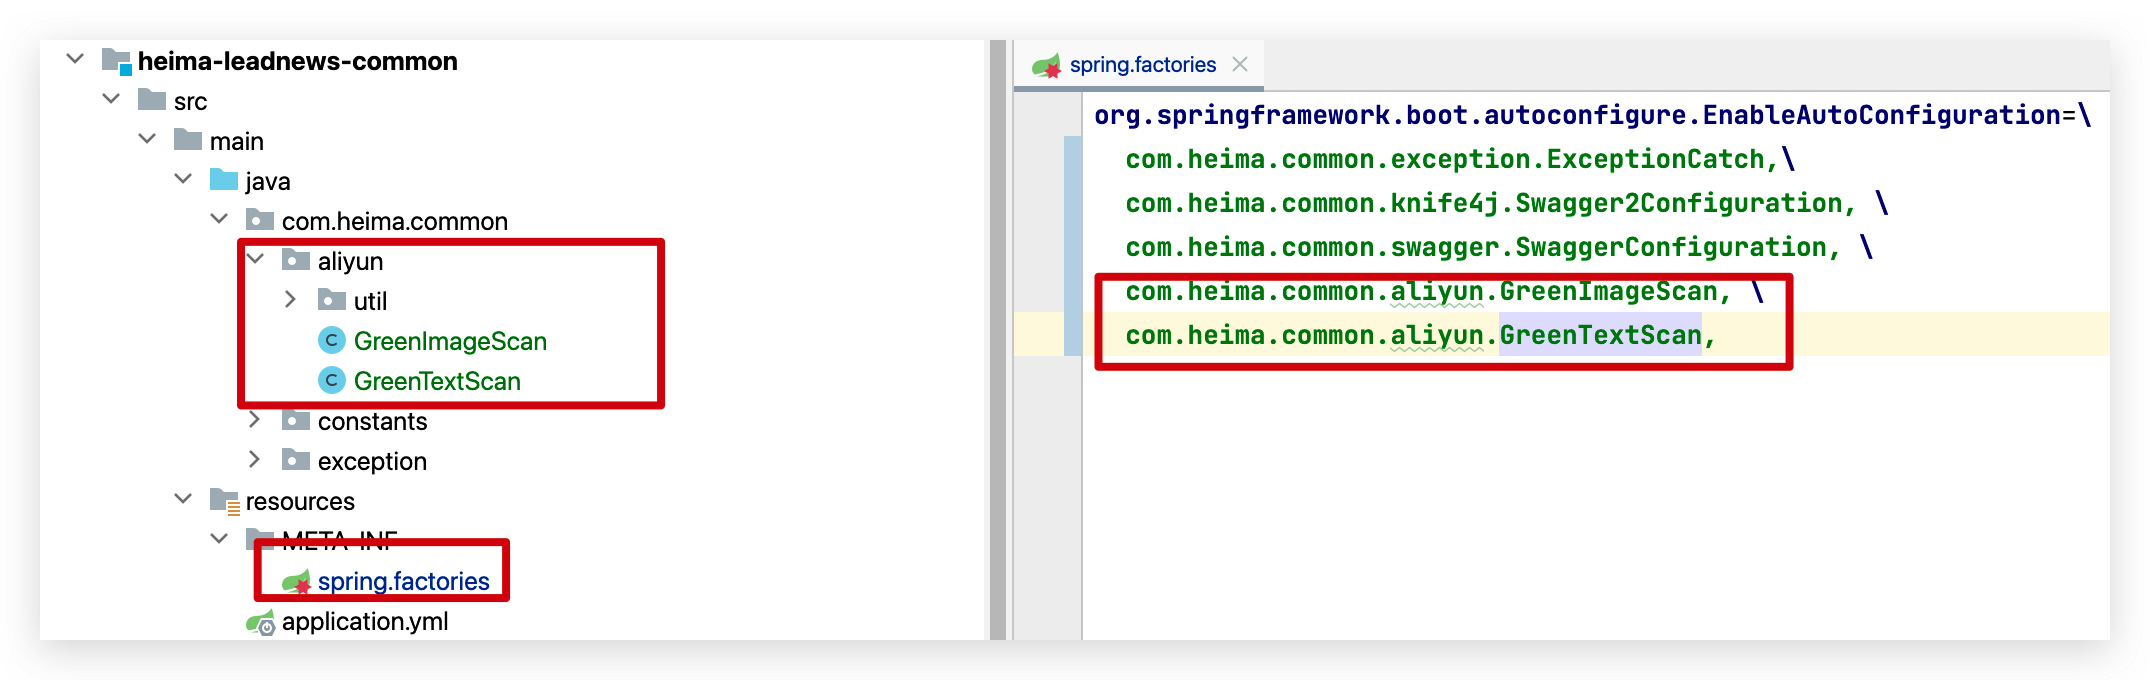 heima-leadnews-common
src
main
java
com.heima.common
aliyun
util
C GreenImageScan
C GreenTextScan
constants
exception
resources
META-INF
spring.factories
application.yml
spring.factories
org.springframework.boot.autoconfigure.EnableAutoConfiguration=\
com.heima.common.exception.ExceptionCatch,\
com.heima.common.knife4j.Swagger2Configuration, \
com.heima.common.swagger.SwaggerConfiguration, \
com.heima.common.aliyun.GreenImageScan, \
com.heima.common.aliyun.GreenTextScan,